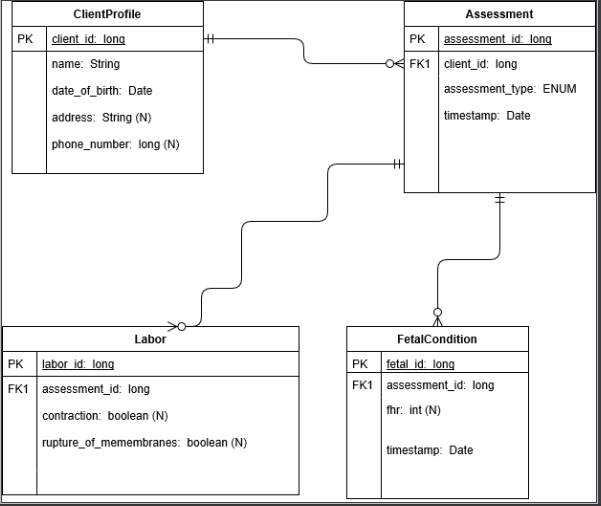 ClientProfile
PK client_id: long
name: String
date_of_birth: Date
address: String (N)
phone_number: long (N)
Assessment
PK assessment_id: long
FK1 client_id: long
assessment_type: ENUM
timestamp: Date
Labor
PK labor_id: long
FK1 assessment_id: long
contraction: boolean (N)
rupture_of_memembranes: boolean (N)
FetalCondition
PK fetal_id: long
FK1 assessment_id: long
fhr: int (N)
timestamp: Date